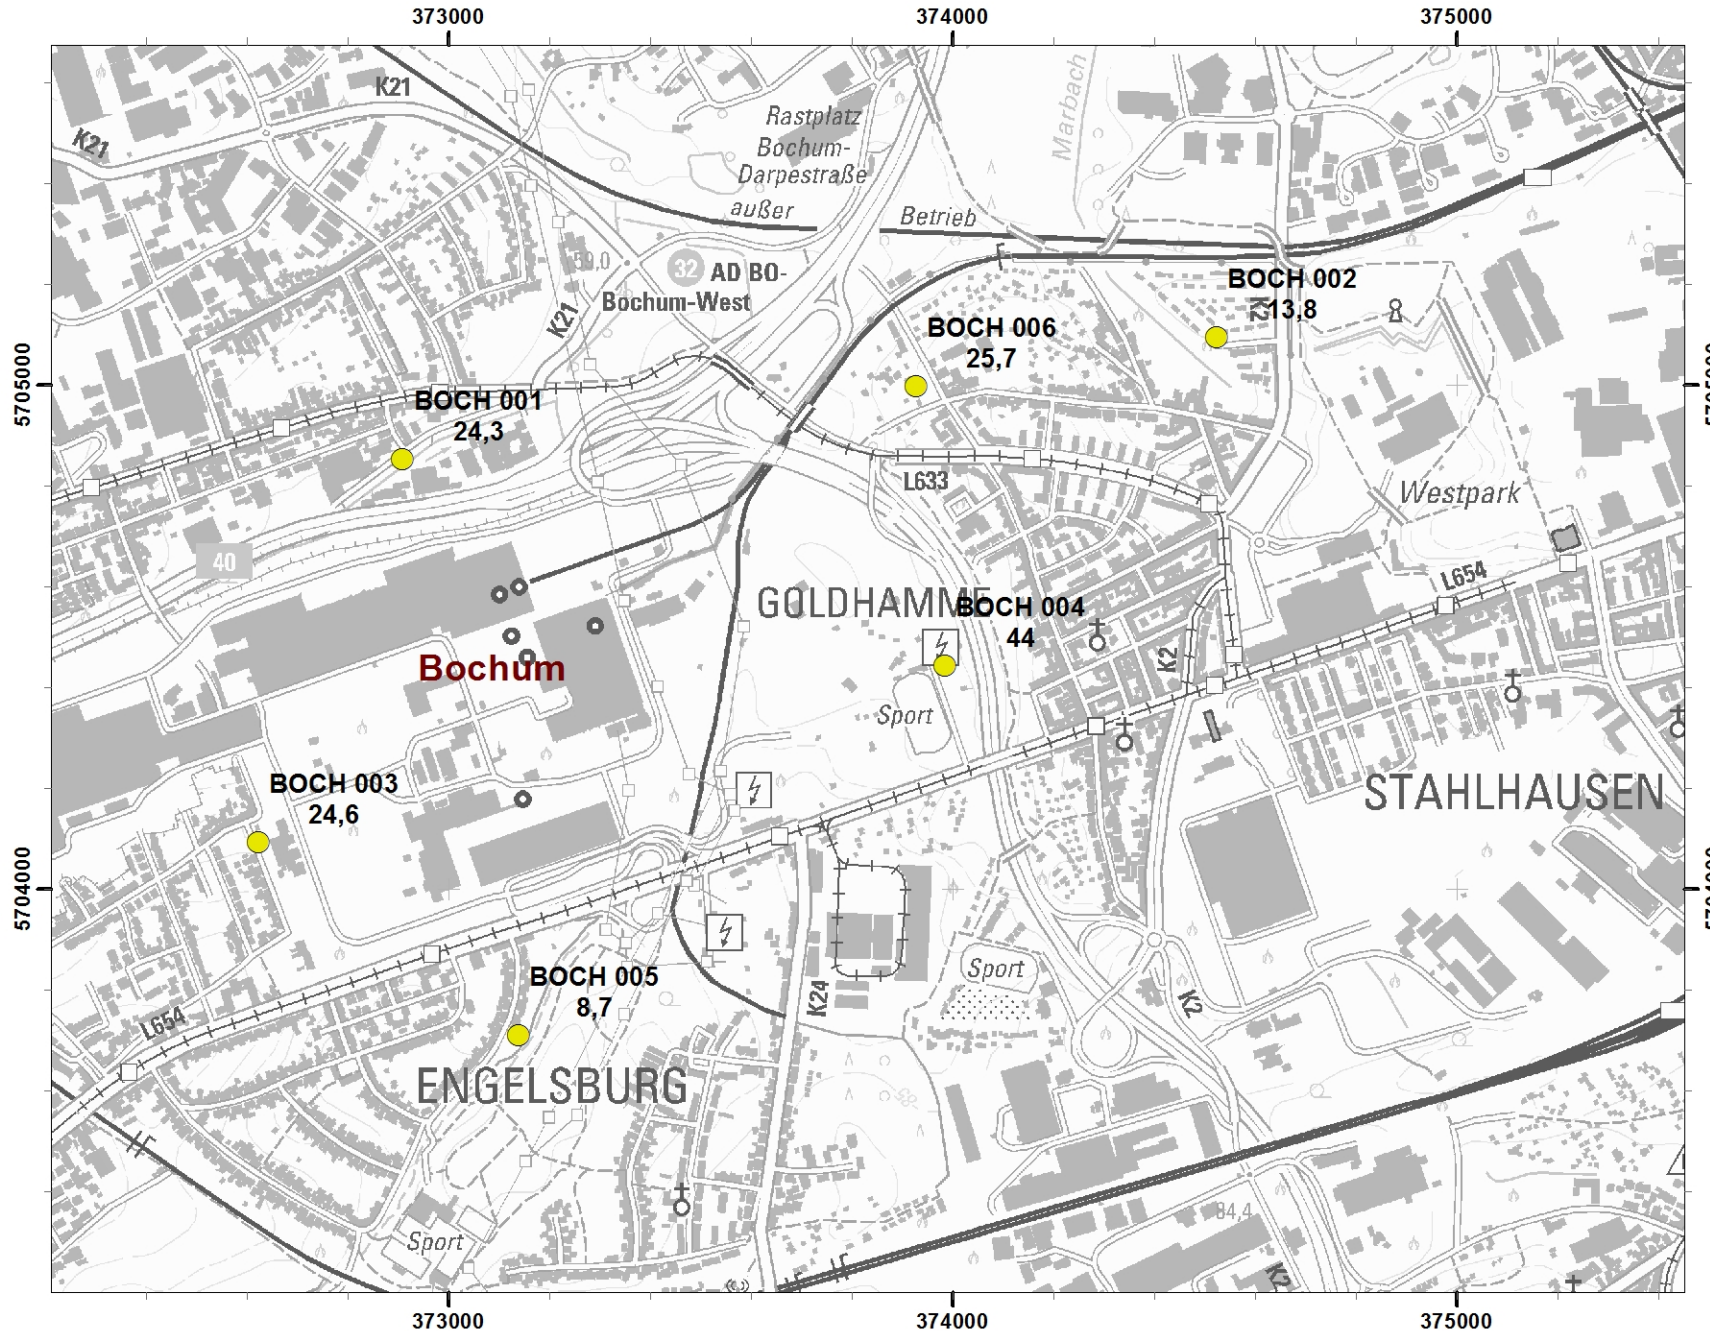 373000
374000
375000
K21
K21
Rastplatz
Bochum-
Darpestraße
außer
Betrieb
Marbach
59,0
32
AD BO-
Bochum-West
K21
BOCH 002
13,8
K2
BOCH 006
25,7
5705000
5705000
BOCH 001
24,3
L633
Westpark
40
L654
GOLDHAMME
BOCH 004
44
Bochum
K2
Sport
STAHLHAUSEN
BOCH 003
24,6
5704000
5704000
Sport
BOCH 005
8,7
K24
K2
L654
ENGELSBURG
84,4
Sport
K2
373000
374000
375000